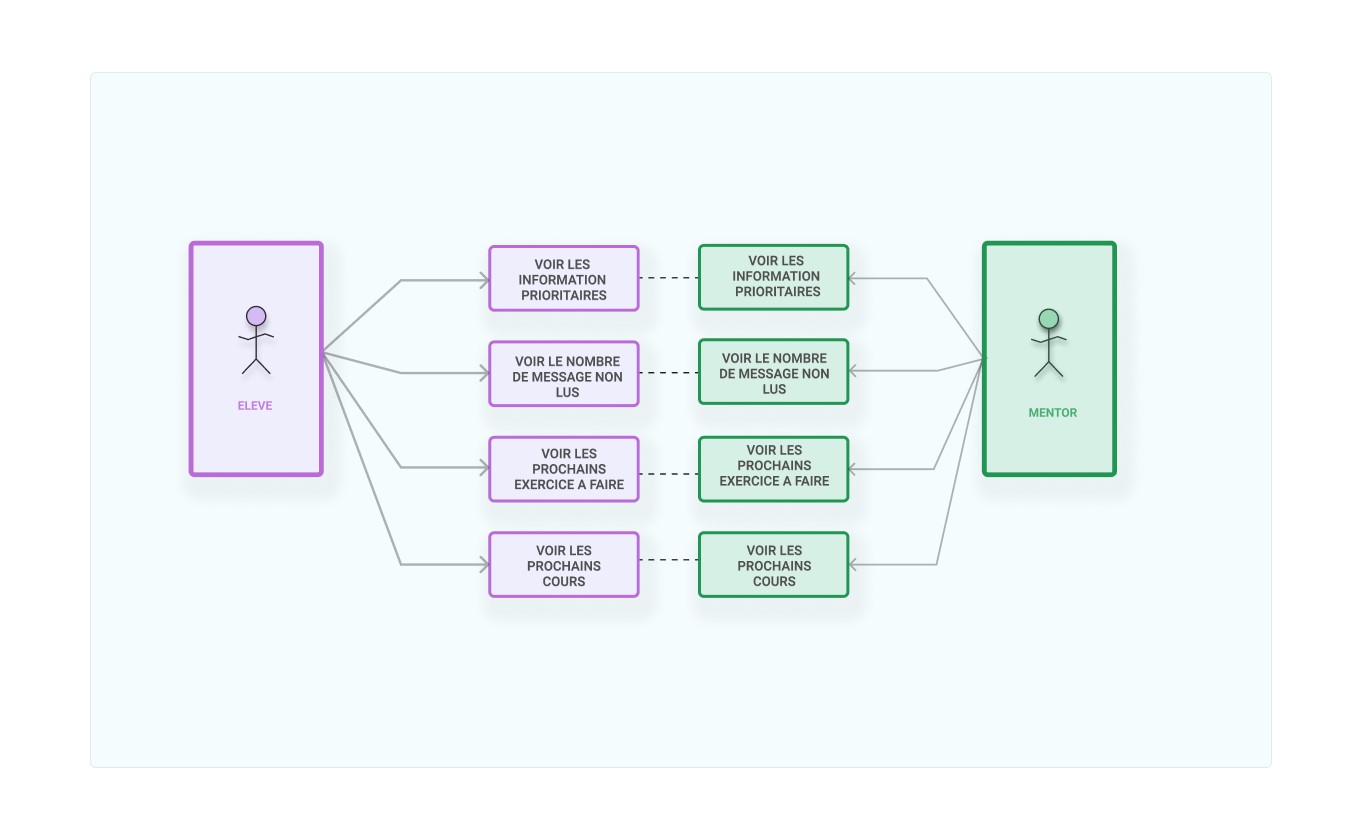 ELEVE
VOIR LES
INFORMATION
PRIORITAIRES
VOIR LE NOMBRE
DE MESSAGE NON
LUS
VOIR LES
PROCHAINS
EXERCICE A FAIRE
VOIR LES
PROCHAINS
COURS
VOIR LES
INFORMATION
PRIORITAIRES
VOIR LE NOMBRE
DE MESSAGE NON
LUS
VOIR LES
PROCHAINS
EXERCICE A FAIRE
VOIR LES
PROCHAINS
COURS
MENTOR